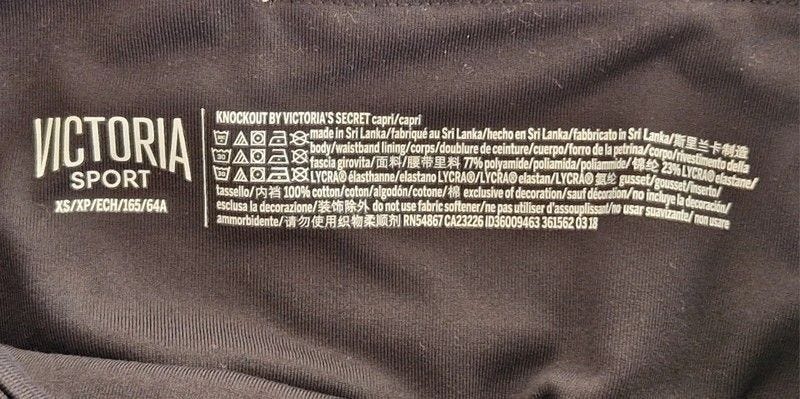 VICTORIA
SPORT
XS/XP/ECH/165/64A
KNOCKOUT BY VICTORIA'S SECRET capri/capri
made in Sri Lanka/fabriqué au Sri Lanka/hecho en Sri Lanka/fabbricato in Sri Lanka/斯里兰卡制造
body/waistband lining/corps/doublure de ceinture/cuerpo/forro de la petrina/corpo/rivestimento della
fascia girovita/面料/腰带里料 77% polyamide/poliamida/poliammide/锦纶 23% LYCRA® elastane/
LYCRA® élasthanne/elastano LYCRA®/LYCRA® elastan/LYCRA® 氨纶 gusset/gousset/inserto/
tassello/内裆 100% cotton/coton/algodón/cotone/棉 exclusive of decoration/sauf décoration/no incluye la decoración/
esclusa la decorazione/装饰除外 do not use fabric softener/ne pas utiliser d'assouplissant/no usar suavizante/ non usare
ammorbidente/请勿使用织物柔顺剂 RN54867 CA23226 ID36009463 361562 03 18